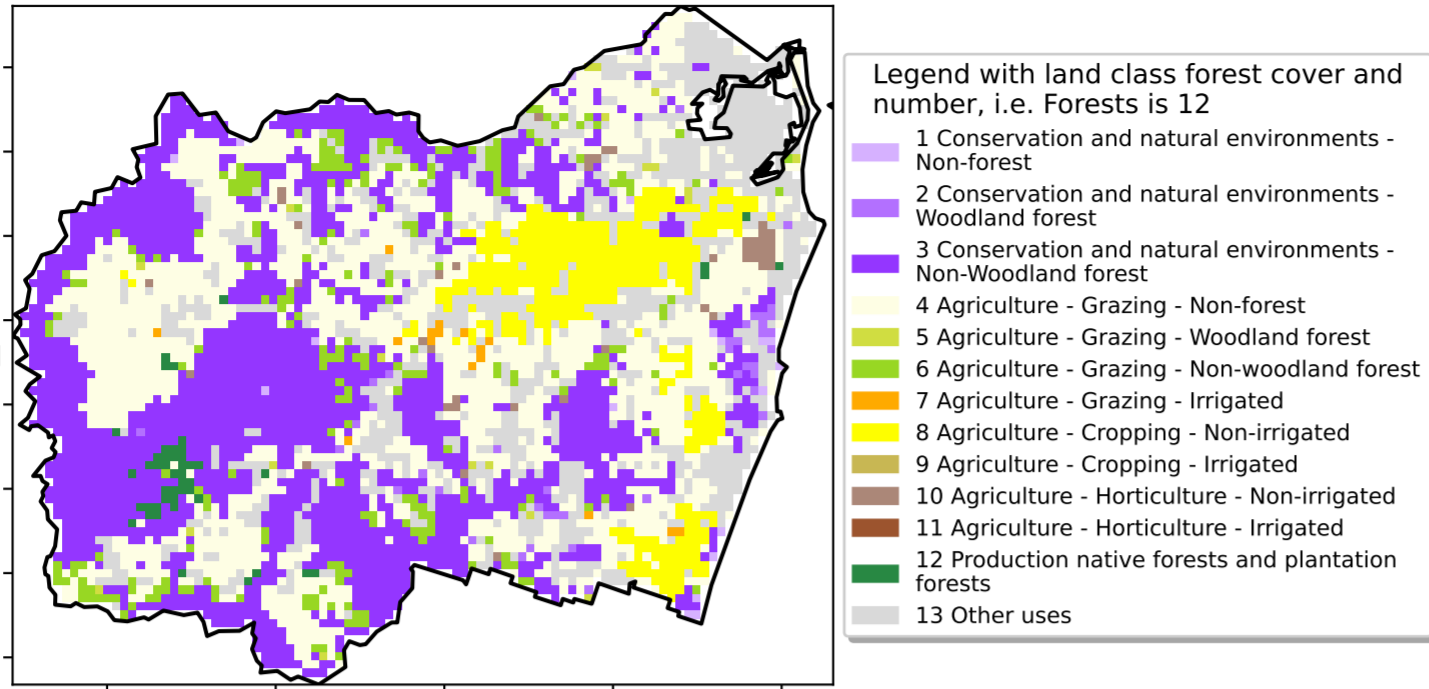 Legend with land class forest cover and
number, i.e. Forests is 12
1 Conservation and natural environments -
Non-forest
2 Conservation and natural environments -
Woodland forest
3 Conservation and natural environments -
Non-Woodland forest
4 Agriculture - Grazing - Non-forest
5 Agriculture - Grazing - Woodland forest
6 Agriculture - Grazing - Non-woodland forest
7 Agriculture - Grazing - Irrigated
8 Agriculture - Cropping - Non-irrigated
9 Agriculture - Cropping - Irrigated
10 Agriculture - Horticulture - Non-irrigated
11 Agriculture - Horticulture - Irrigated
12 Production native forests and plantation
forests
13 Other uses